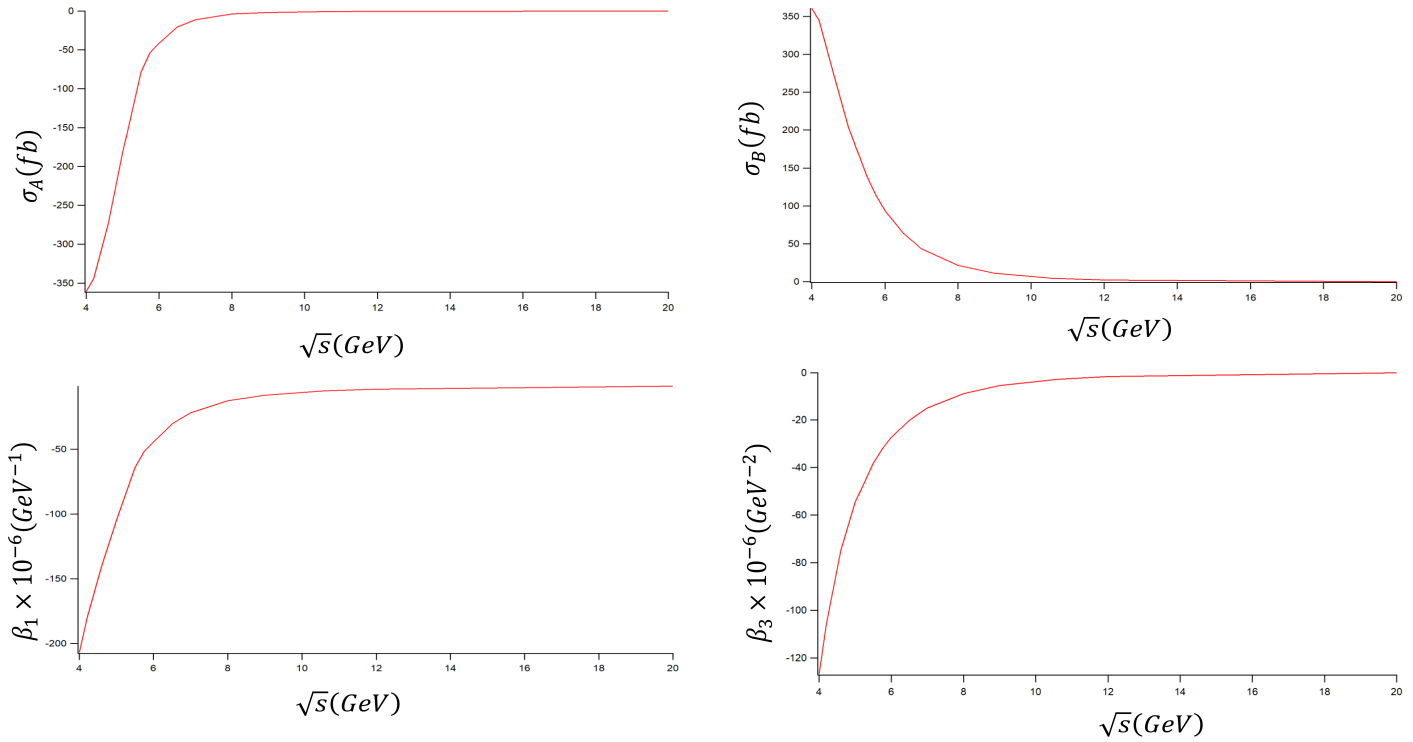 0
-50
-100
-150
-200
-250
-300
-350
σ_A(fb)
4 6 8 10 12 14 16 18 20
√s(GeV)
350
300
250
200
150
100
50
0
σ_B(fb)
4 6 8 10 12 14 16 18 20
√s(GeV)
-50
-100
-150
-200
β₁ × 10⁻⁶(GeV⁻¹)
4 6 8 10 12 14 16 18 20
√s(GeV)
0
-20
-40
-60
-80
-100
-120
β₃ × 10⁻⁶(GeV⁻²)
4 6 8 10 12 14 16 18 20
√s(GeV)